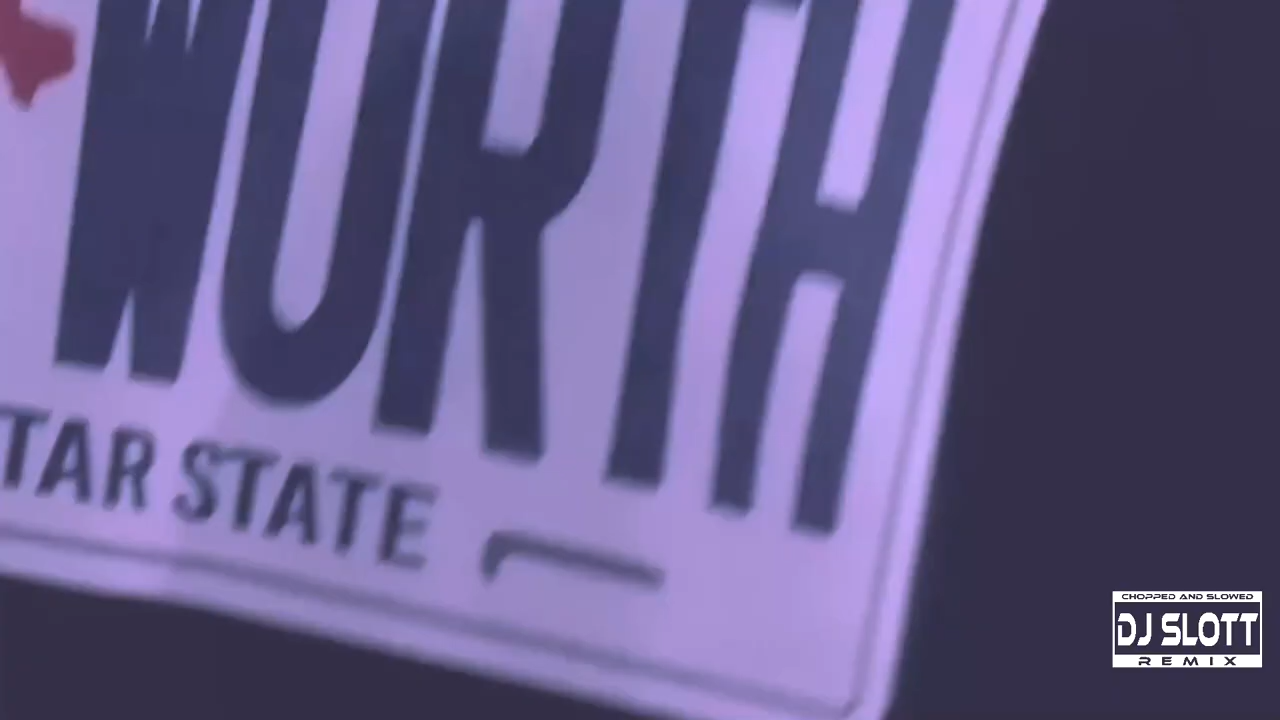 WORTH
TAR STATE
CHOPPED AND SLOWED
DJ SLOTT
REMIX